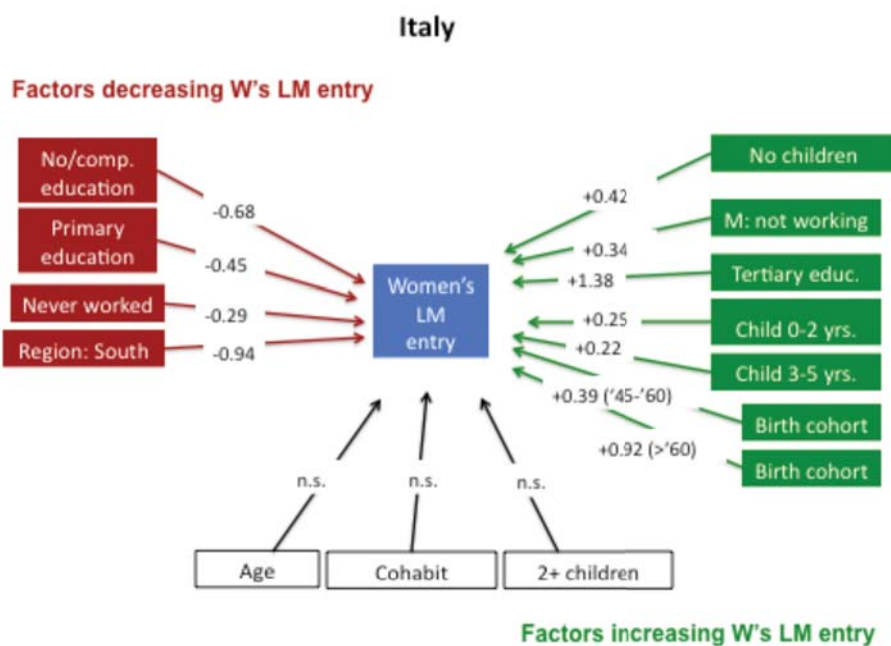 Italy
Factors decreasing W's LM entry
No/comp.
education
Primary
education
Never worked
Region: South
-0.68
-0.45
-0.29
-0.94
Women's
LM
entry
+0.42
+0.34
+1.38
+0.25
+0.22
+0.39 ('45-'60)
+0.92 (>'60)
No children
M: not working
Tertiary educ.
Child 0-2 yrs.
Child 3-5 yrs.
Birth cohort
Birth cohort
n.s.
n.s.
n.s.
Age
Cohabit
2+ children
Factors increasing W's LM entry